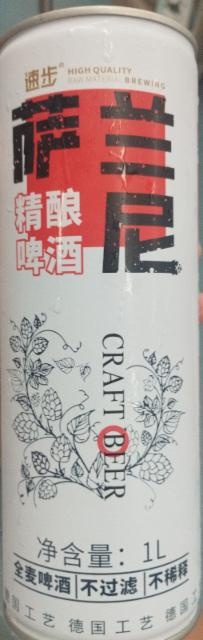 速步®
HIGH QUALITY
RAW MATERIAL BREWING
萨兰尼
精酿
啤酒
CRAFT BEER
净含量：1L
全麦啤酒 不过滤 不稀释
德国工艺 德国工艺 德国